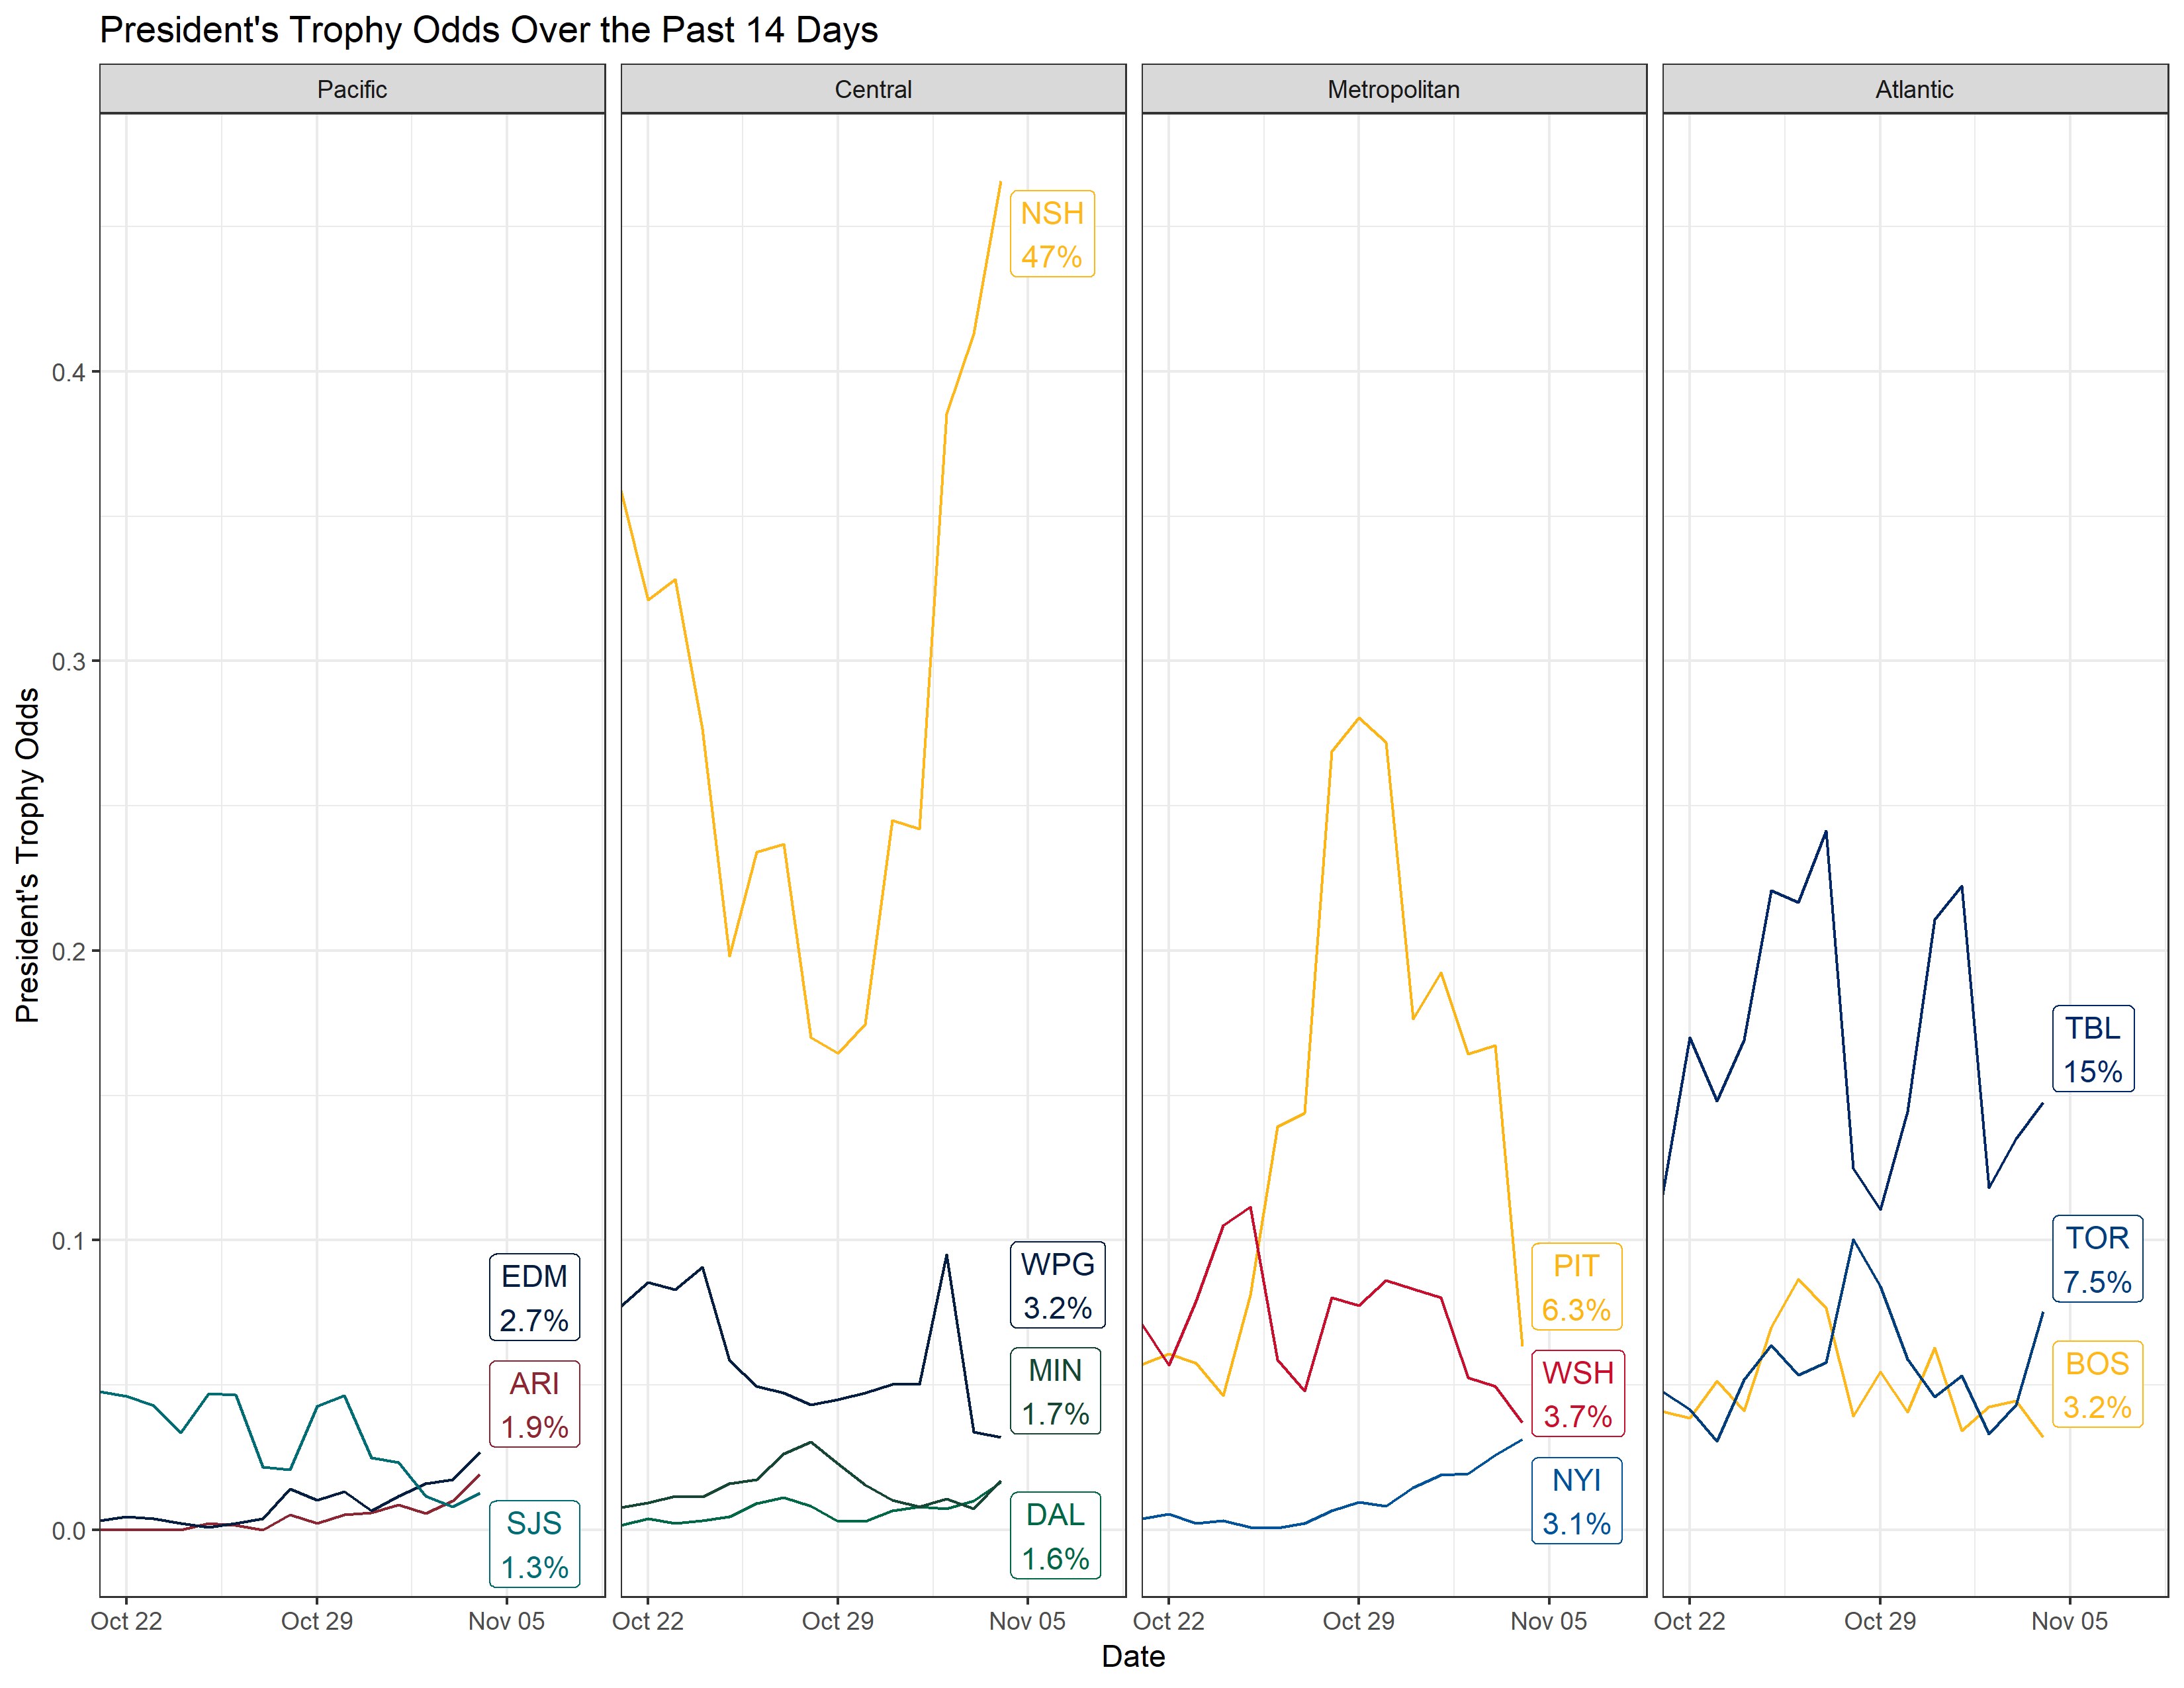 President's Trophy Odds Over the Past 14 Days
Pacific
Central
Metropolitan
Atlantic
President's Trophy Odds
0.4
0.3
0.2
0.1
0.0
EDM
2.7%
ARI
1.9%
SJS
1.3%
NSH
47%
WPG
3.2%
MIN
1.7%
DAL
1.6%
PIT
6.3%
WSH
3.7%
NYI
3.1%
TBL
15%
TOR
7.5%
BOS
3.2%
Oct 22 Oct 29 Nov 05
Oct 22 Oct 29 Nov 05
Oct 22 Oct 29 Nov 05
Oct 22 Oct 29 Nov 05
Date